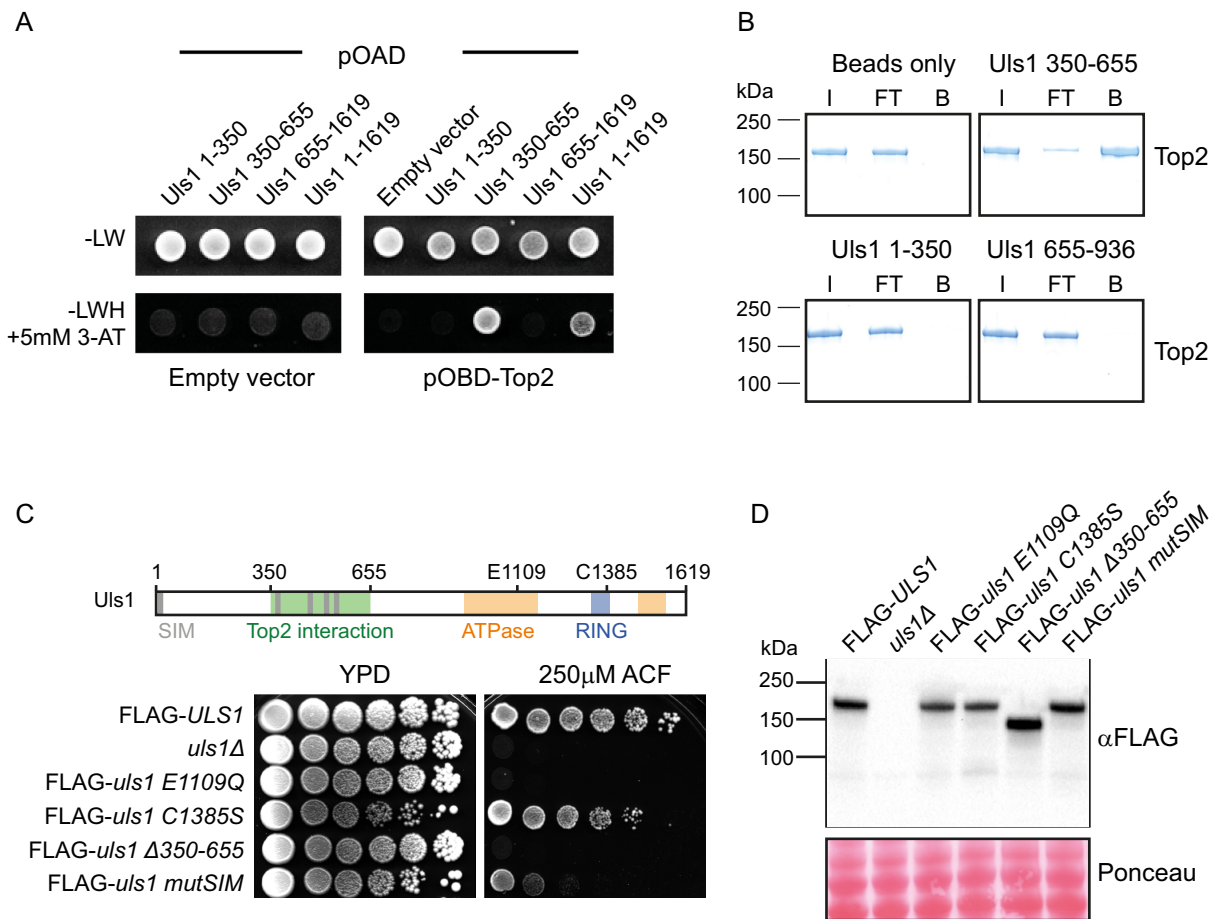 A
pOAD
Uls1 1-350
Uls1 350-655
Uls1 655-1619
Uls1 1-1619
Empty vector
Uls1 1-350
Uls1 350-655
Uls1 655-1619
Uls1 1-1619
-LW
-LWH
+5mM 3-AT
Empty vector
pOBD-Top2
B
Beads only
Uls1 350-655
kDa
I FT B
I FT B
250
150
100
Top2
Uls1 1-350
Uls1 655-936
I FT B
I FT B
250
150
100
Top2
C
1 350 655 E1109 C1385 1619
Uls1
SIM
Top2 interaction
ATPase
RING
YPD
250μM ACF
FLAG-ULS1
uls1Δ
FLAG-uls1 E1109Q
FLAG-uls1 C1385S
FLAG-uls1 Δ350-655
FLAG-uls1 mutSIM
D
FLAG-ULS1
uls1Δ
FLAG-uls1 E1109Q
FLAG-uls1 C1385S
FLAG-uls1 Δ350-655
FLAG-uls1 mutSIM
kDa
250
150
100
αFLAG
Ponceau